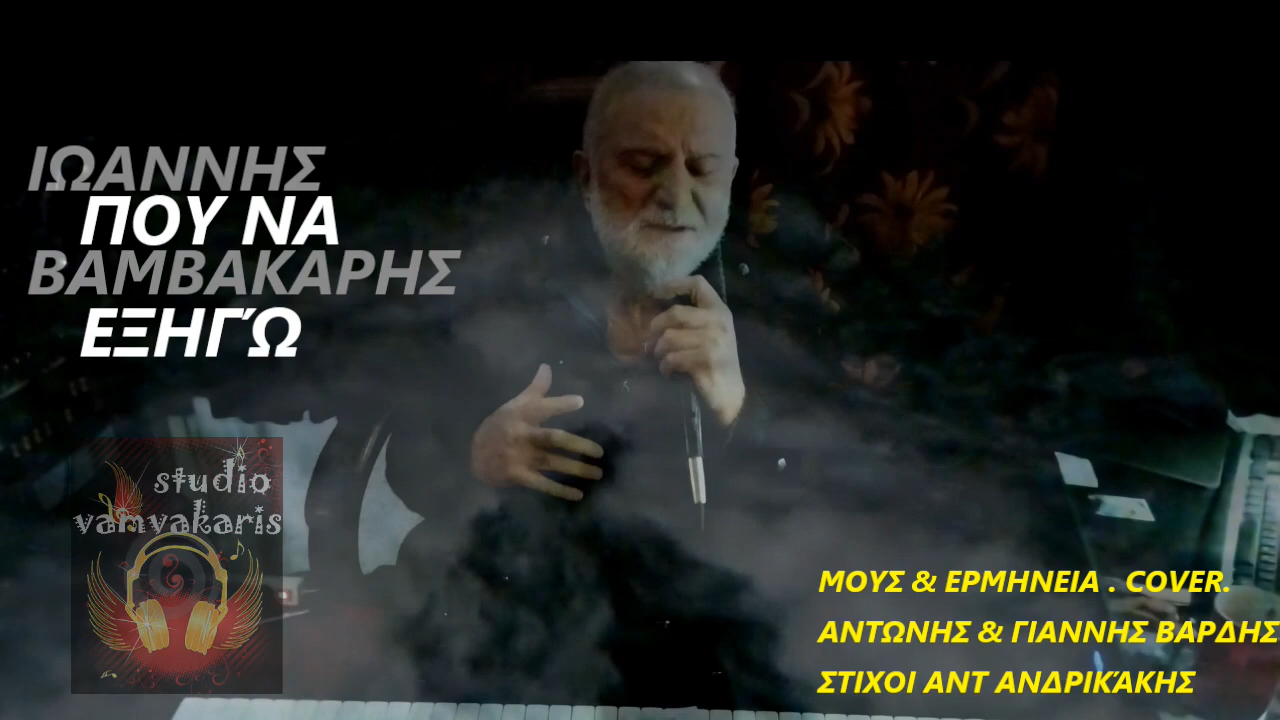 ΙΩΑΝΝΗΣ
ΠΟΥ ΝΑ
ΒΑΜΒΑΚΑΡΗΣ
ΕΞΗΓΏ
studio
vamvakaris
ΜΟΥΣ & ΕΡΜΗΝΕΙΑ . COVER.
ΑΝΤΩΝΗΣ & ΓΙΑΝΝΗΣ ΒΑΡΔΗΣ
ΣΤΙΧΟΙ ΑΝΤ ΑΝΔΡΙΚΆΚΗΣ